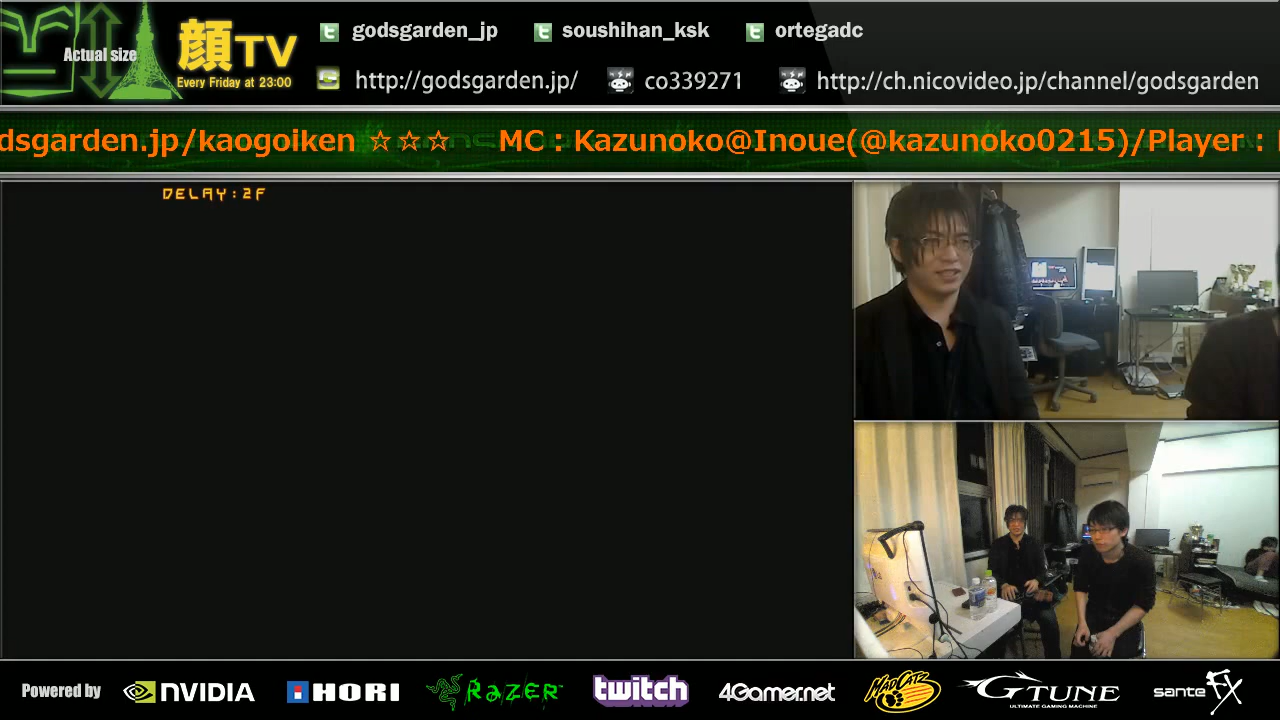 Actual size
顔TV
Every Friday at 23:00
godsgarden_jp
soushihan_ksk
ortegadc
http://godsgarden.jp/
co339271
http://ch.nicovideo.jp/channel/godsgarden
dsgarden.jp/kaogoiken ☆☆☆ MC : Kazunoko@Inoue(@kazunoko0215)/Player :
DELAY:2F
Powered by
NVIDIA
HORI
RAZER
twitch
4Gamer.net
MAD CATZ
G TUNE
ULTIMATE GAMING MACHINE
sante FX